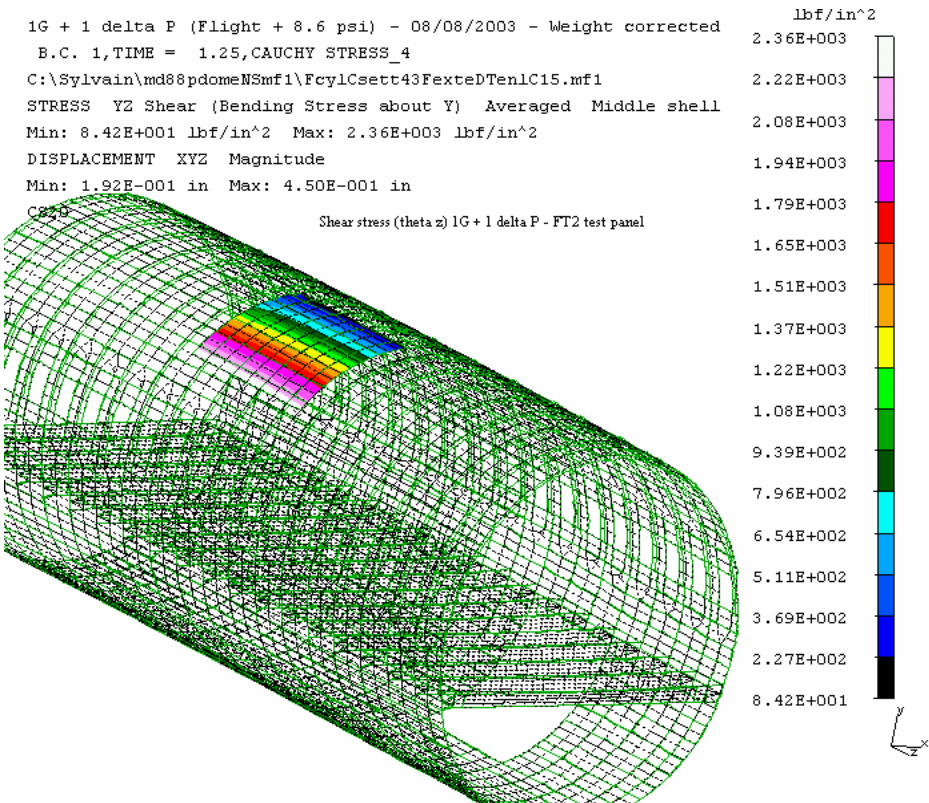 1G + 1 delta P (Flight + 8.6 psi) - 08/08/2003 - Weight corrected
B.C. 1,TIME = 1.25,CAUCHY STRESS_4
C:\Sylvain\md88pdomeNSmf1\FcylCsett43FexteDTenlC15.mf1
STRESS YZ Shear (Bending Stress about Y) Averaged Middle shell
Min: 8.42E+001 lbf/in^2 Max: 2.36E+003 lbf/in^2
DISPLACEMENT XYZ Magnitude
Min: 1.92E-001 in Max: 4.50E-001 in
Shear stress (theta z) 1G + 1 delta P - FT2 test panel
lbf/in^2
2.36E+003
2.22E+003
2.08E+003
1.94E+003
1.79E+003
1.65E+003
1.51E+003
1.37E+003
1.22E+003
1.08E+003
9.39E+002
7.96E+002
6.54E+002
5.11E+002
3.69E+002
2.27E+002
8.42E+001
y
x
z